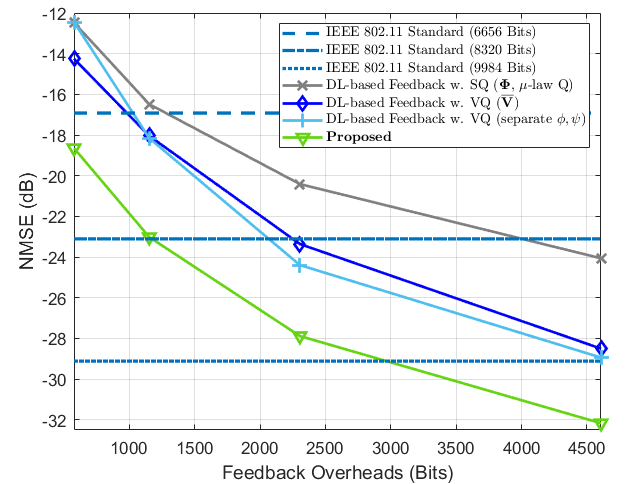 -12
-14
-16
-18
-20
-22
-24
-26
-28
-30
-32
NMSE (dB)
IEEE 802.11 Standard (6656 Bits)
IEEE 802.11 Standard (8320 Bits)
IEEE 802.11 Standard (9984 Bits)
DL-based Feedback w. SQ (Φ, μ-law Q)
DL-based Feedback w. VQ (V̅)
DL-based Feedback w. VQ (separate ϕ, ψ)
Proposed
1000 1500 2000 2500 3000 3500 4000 4500
Feedback Overheads (Bits)